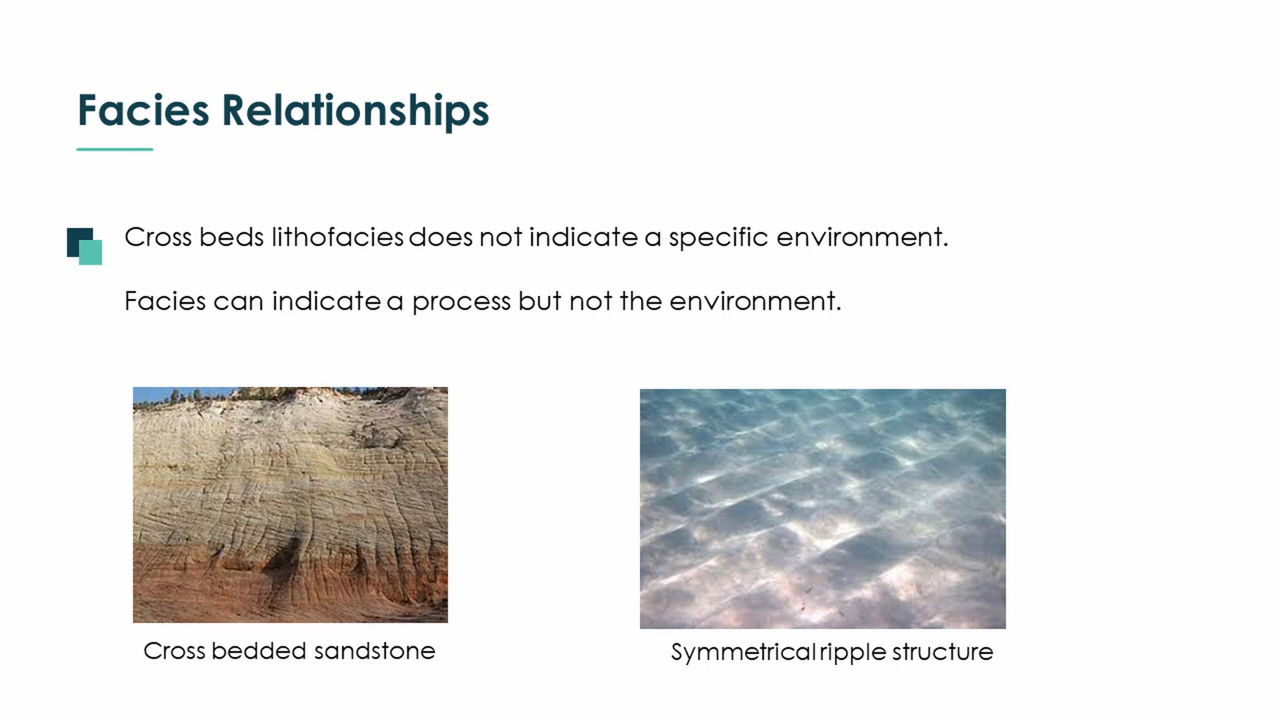 Facies Relationships
Cross beds lithofacies does not indicate a specific environment.
Facies can indicate a process but not the environment.
Cross bedded sandstone
Symmetrical ripple structure